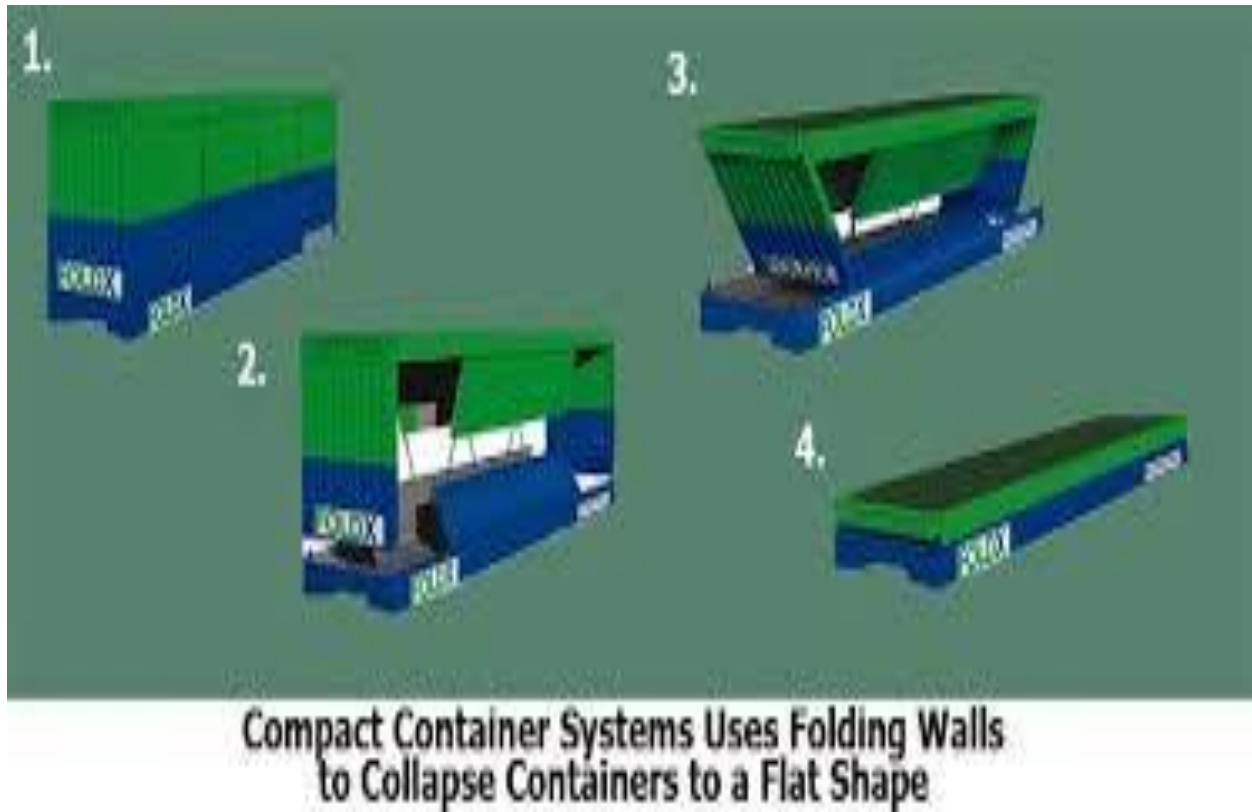 1.
2.
3.
4.
Compact Container Systems Uses Folding Walls
to Collapse Containers to a Flat Shape